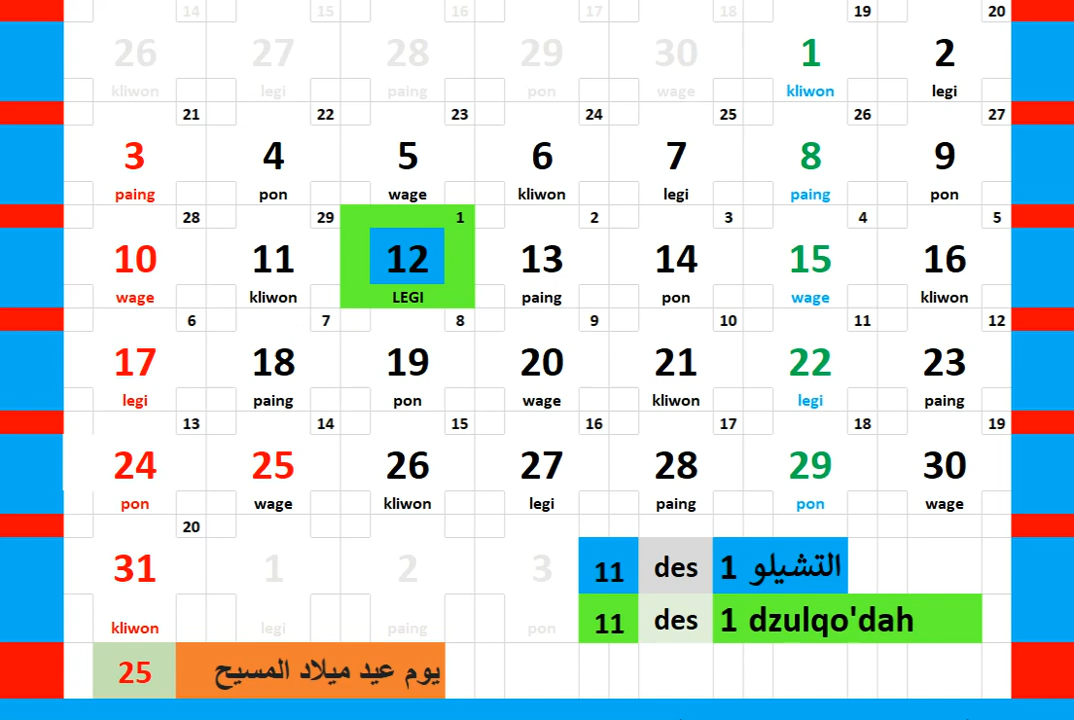 14 15 16 17 18 19 20
26 27 28 29 30 1 2
kliwon legi paing pon wage kliwon legi
21 22 23 24 25 26 27
3 4 5 6 7 8 9
paing pon wage kliwon legi paing pon
28 29 1 2 3 4 5
10 11 12 13 14 15 16
wage kliwon LEGI paing pon wage kliwon
6 7 8 9 10 11 12
17 18 19 20 21 22 23
legi paing pon wage kliwon legi paing
13 14 15 16 17 18 19
24 25 26 27 28 29 30
pon wage kliwon legi paing pon wage
20
31 1 2 3
kliwon legi paing pon
11 des 1 التشيلو
11 des 1 dzulqo'dah
25 يوم عيد ميلاد المسيح